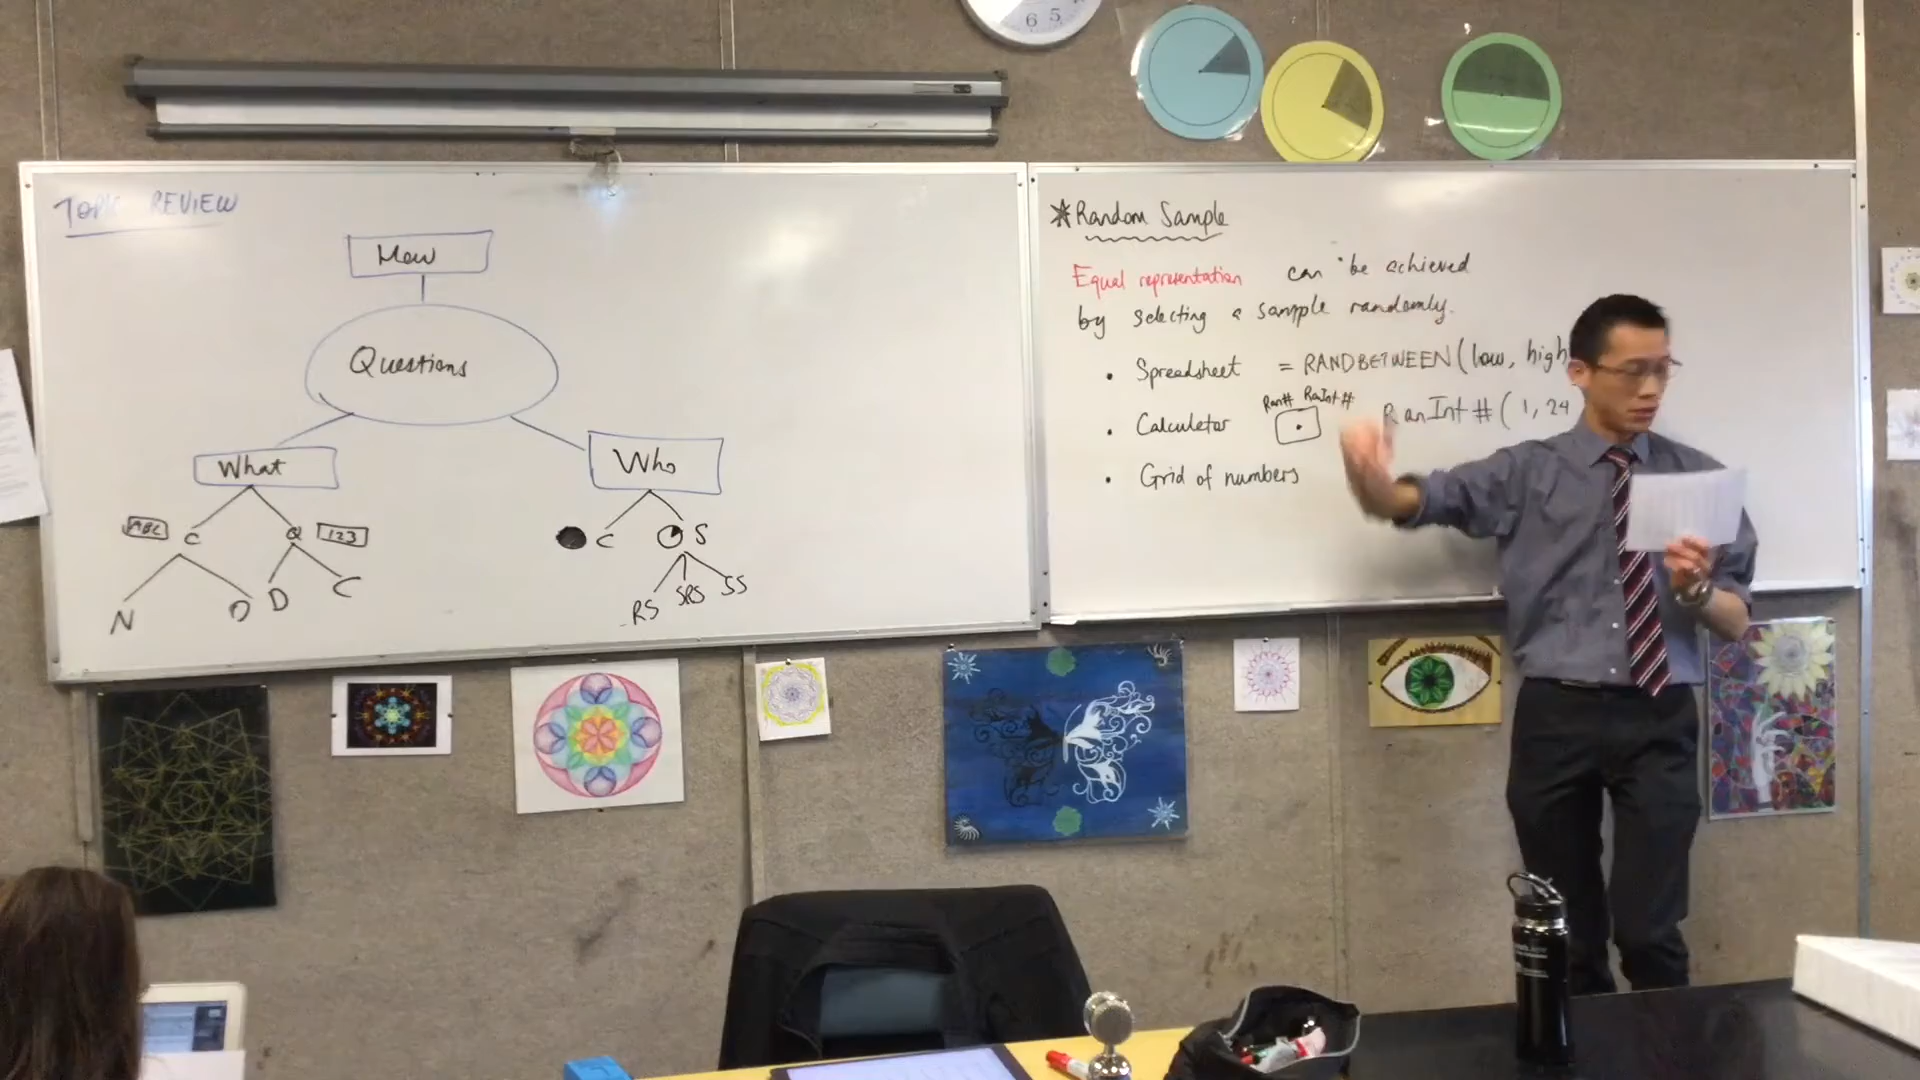 6 5
TOPIC REVIEW
How
Questions
What
Who
ABC C Q 123
C S
N O D C
RS SRS SS
*Random Sample
Equal representation can be achieved
by selecting a sample randomly.
• Spreadsheet = RANDBETWEEN(low, high
Ran# RanInt#
• Calculator RanInt#(1, 24
• Grid of numbers